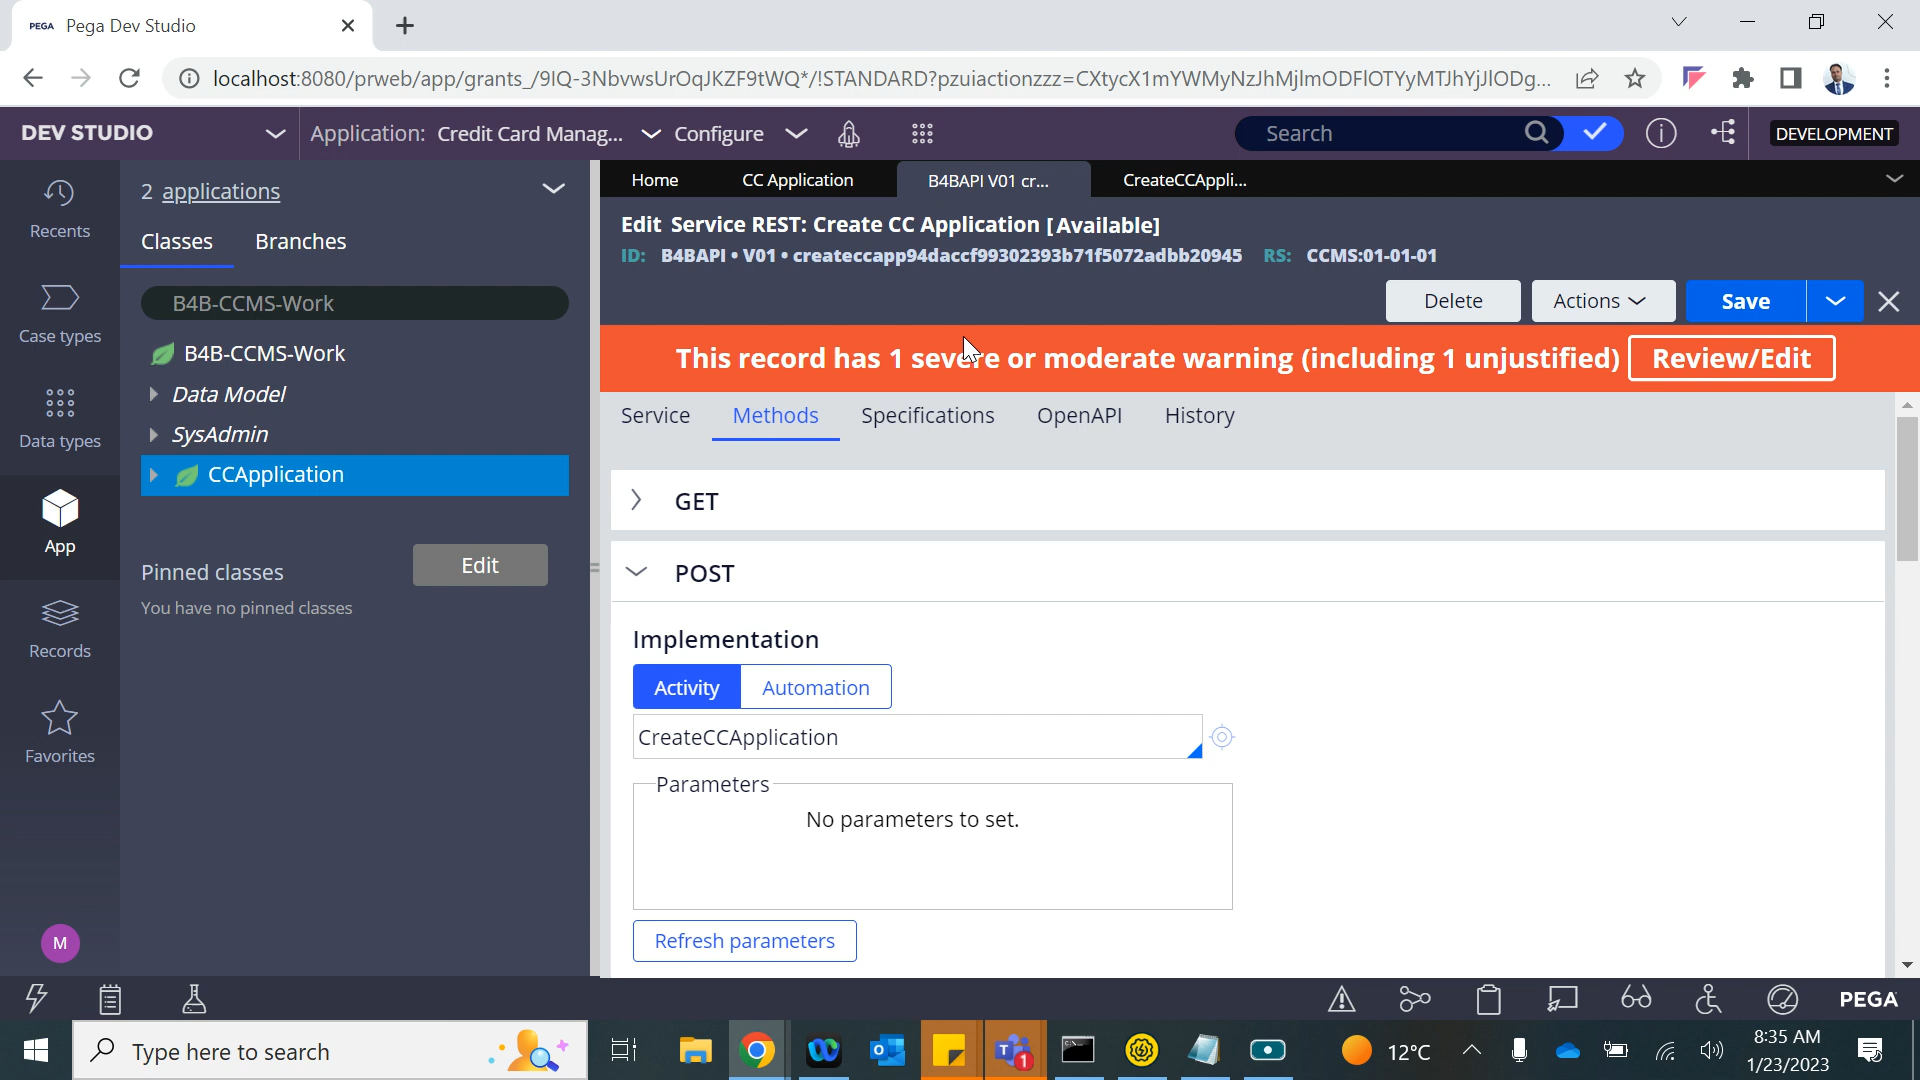 PEGA Pega Dev Studio
localhost:8080/prweb/app/grants_/9IQ-3NbvwsUrOqJKZF9tWQ*/!STANDARD?pzuiactionzzz=CXtycX1mYWMyNzJhMjlmODFlOTYyMTJhYjJlODg...
DEV STUDIO Application: Credit Card Manag... Configure Search DEVELOPMENT
2 applications
Home CC Application B4BAPI V01 cr... CreateCCAppli...
Recents
Classes Branches
Edit Service REST: Create CC Application [Available]
ID: B4BAPI • V01 • createccapp94daccf99302393b71f5072adbb20945 RS: CCMS:01-01-01
B4B-CCMS-Work
Delete Actions Save
Case types
B4B-CCMS-Work
This record has 1 severe or moderate warning (including 1 unjustified) Review/Edit
Data Model
Service Methods Specifications OpenAPI History
Data types
SysAdmin
CCApplication
GET
App
Pinned classes Edit
POST
You have no pinned classes
Records
Implementation
Activity Automation
CreateCCApplication
Favorites
Parameters
No parameters to set.
M
Refresh parameters
PEGA
Type here to search
1
12°C
8:35 AM
1/23/2023